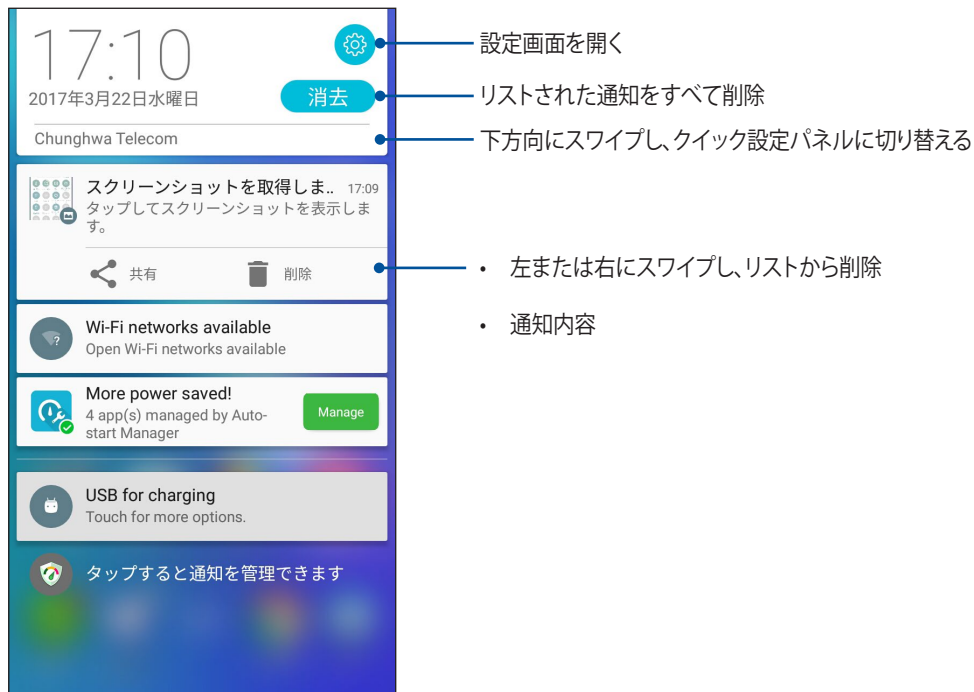 17:10
2017年3月22日水曜日
消去
Chunghwa Telecom
設定画面を開く
リストされた通知をすべて削除
下方向にスワイプし、クイック設定パネルに切り替える
スクリーンショットを取得しま.. 17:09
タップしてスクリーンショットを表示しま
す。
共有 削除
• 左または右にスワイプし、リストから削除
• 通知内容
Wi-Fi networks available
Open Wi-Fi networks available
More power saved!
4 app(s) managed by Auto-
start Manager
Manage
USB for charging
Touch for more options.
タップすると通知を管理できます